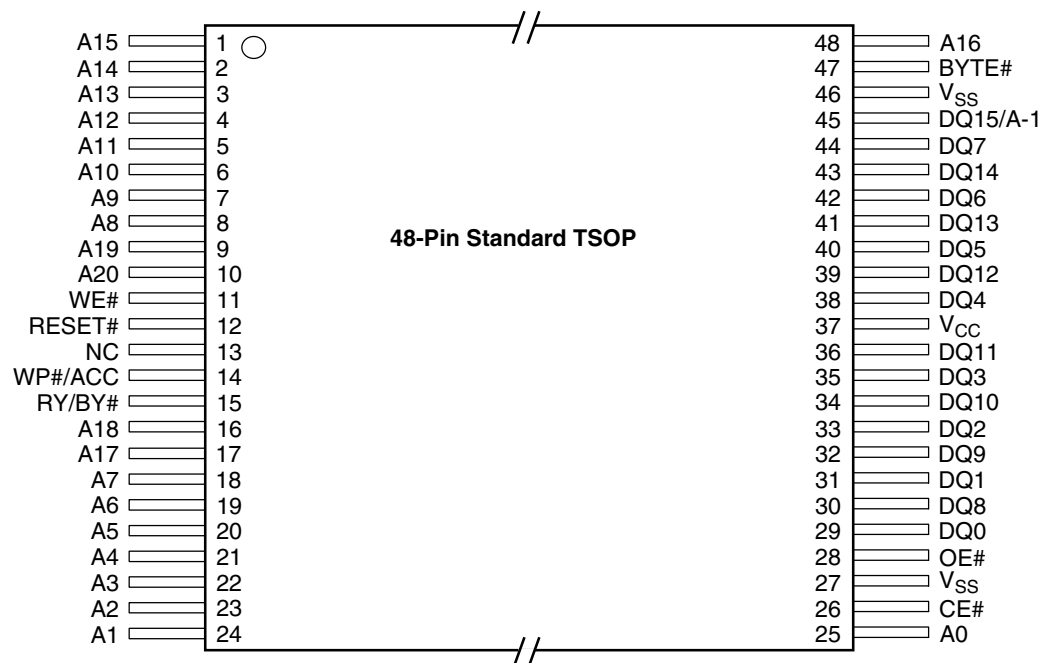 A15 1 48 A16
A14 2 47 BYTE#
A13 3 46 VSS
A12 4 45 DQ15/A-1
A11 5 44 DQ7
A10 6 43 DQ14
A9 7 42 DQ6
A8 8 41 DQ13
48-Pin Standard TSOP
A19 9 40 DQ5
A20 10 39 DQ12
WE# 11 38 DQ4
RESET# 12 37 VCC
NC 13 36 DQ11
WP#/ACC 14 35 DQ3
RY/BY# 15 34 DQ10
A18 16 33 DQ2
A17 17 32 DQ9
A7 18 31 DQ1
A6 19 30 DQ8
A5 20 29 DQ0
A4 21 28 OE#
A3 22 27 VSS
A2 23 26 CE#
A1 24 25 A0